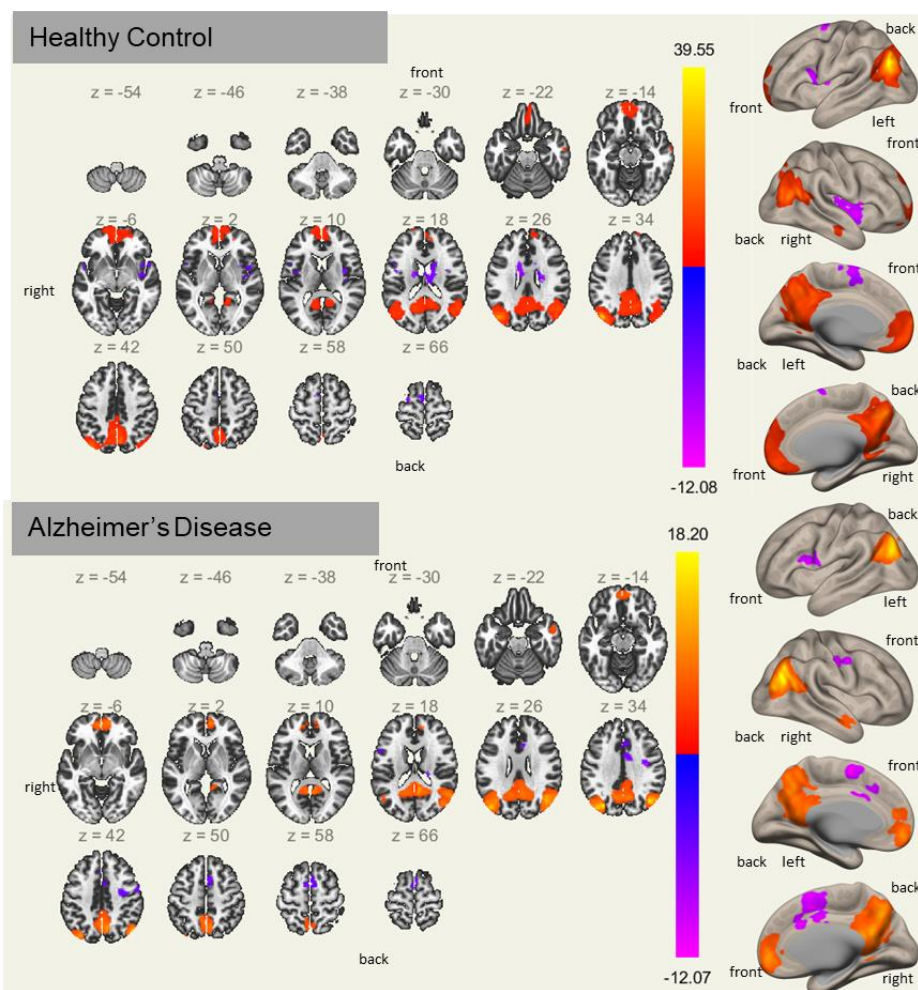 Healthy Control
front
z = -54 z = -46 z = -38 z = -30 z = -22 z = -14
z = -6 z = 2 z = 10 z = 18 z = 26 z = 34
right
z = 42 z = 50 z = 58 z = 66
back
39.55
-12.08
back
front
left
front
back right
front
back left
back
front right
Alzheimer's Disease
front
z = -54 z = -46 z = -38 z = -30 z = -22 z = -14
z = -6 z = 2 z = 10 z = 18 z = 26 z = 34
right
z = 42 z = 50 z = 58 z = 66
back
18.20
-12.07
back
front
left
front
back right
front
back left
back
front right